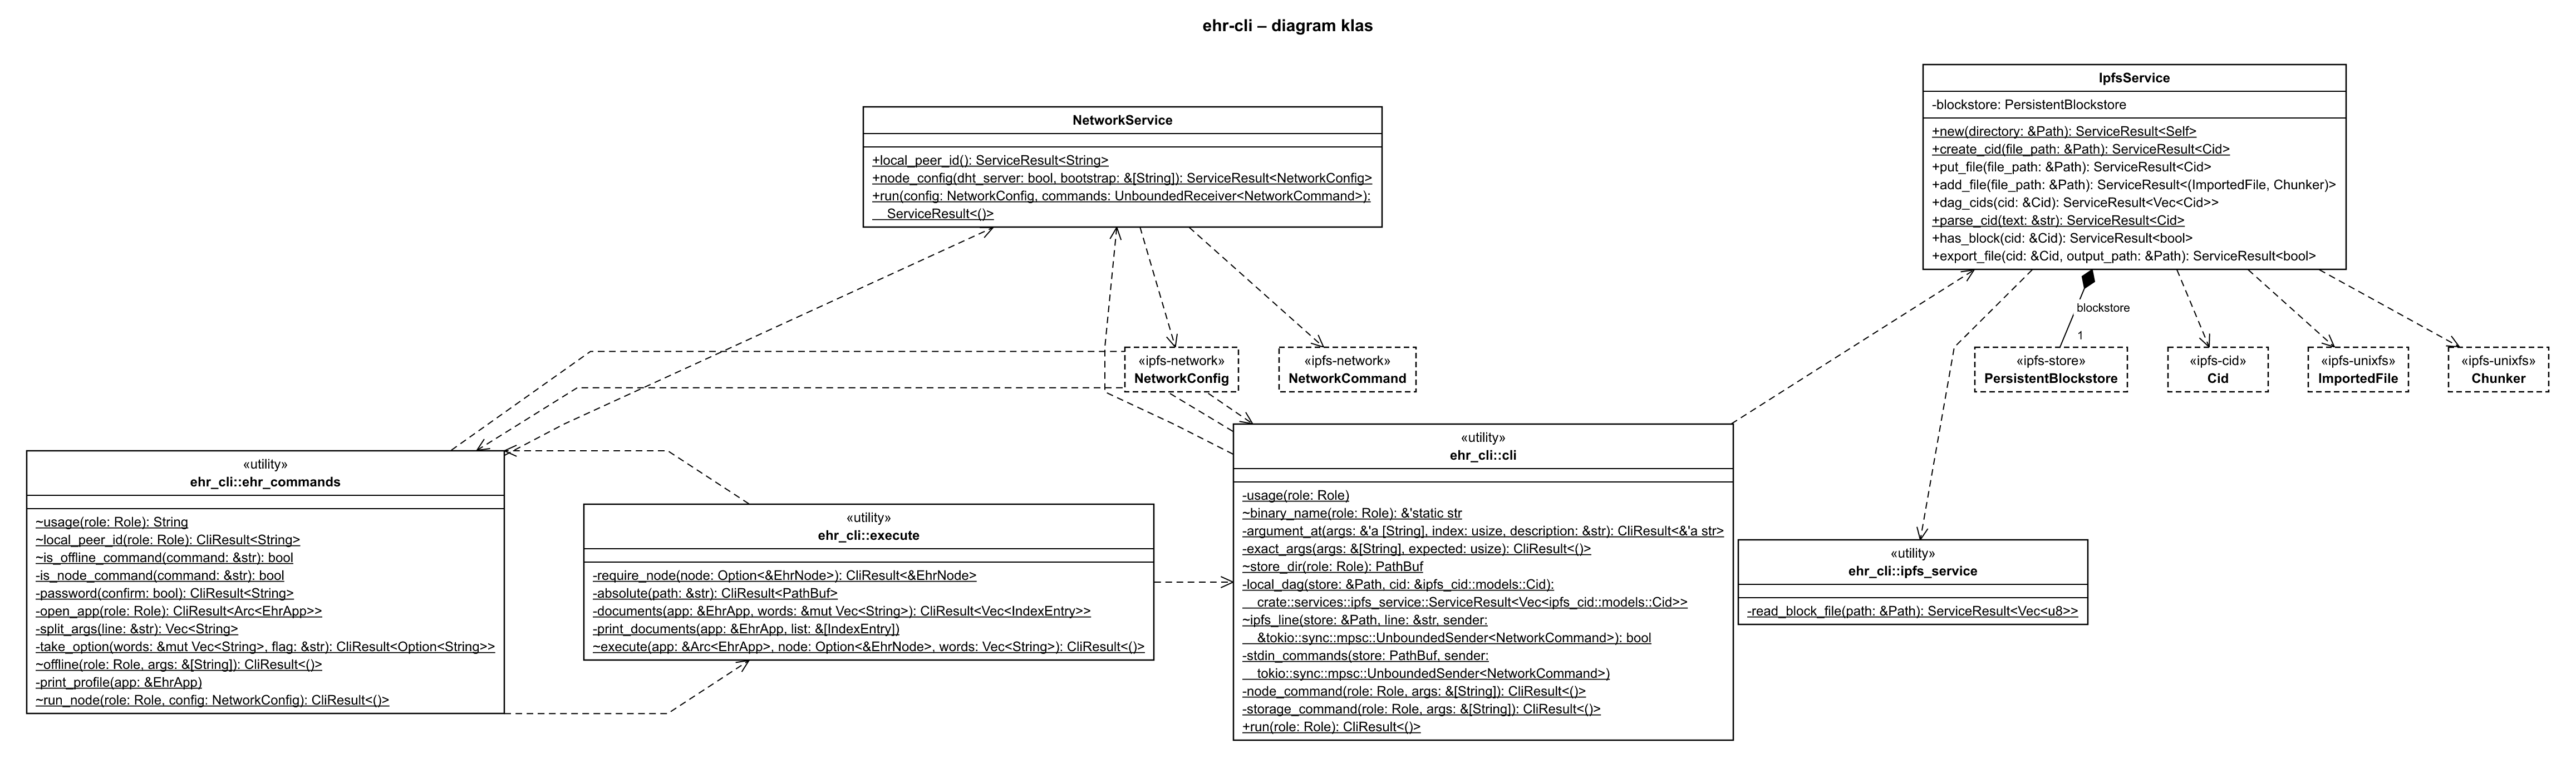 ehr-cli – diagram klas
NetworkService
+local_peer_id(): ServiceResult<String>
+node_config(dht_server: bool, bootstrap: &[String]): ServiceResult<NetworkConfig>
+run(config: NetworkConfig, commands: UnboundedReceiver<NetworkCommand>):
ServiceResult<()>
IpfsService
-blockstore: PersistentBlockstore
+new(directory: &Path): ServiceResult<Self>
+create_cid(file_path: &Path): ServiceResult<Cid>
+put_file(file_path: &Path): ServiceResult<Cid>
+add_file(file_path: &Path): ServiceResult<(ImportedFile, Chunker)>
+dag_cids(cid: &Cid): ServiceResult<Vec<Cid>>
+parse_cid(text: &str): ServiceResult<Cid>
+has_block(cid: &Cid): ServiceResult<bool>
+export_file(cid: &Cid, output_path: &Path): ServiceResult<bool>
blockstore
1
«ipfs-network»
NetworkConfig
«ipfs-network»
NetworkCommand
«ipfs-store»
PersistentBlockstore
«ipfs-cid»
Cid
«ipfs-unixfs»
ImportedFile
«ipfs-unixfs»
Chunker
«utility»
ehr_cli::ehr_commands
~usage(role: Role): String
~local_peer_id(role: Role): CliResult<String>
~is_offline_command(command: &str): bool
-is_node_command(command: &str): bool
-password(confirm: bool): CliResult<String>
-open_app(role: Role): CliResult<Arc<EhrApp>>
-split_args(line: &str): Vec<String>
-take_option(words: &mut Vec<String>, flag: &str): CliResult<Option<String>>
~offline(role: Role, args: &[String]): CliResult<()>
-print_profile(app: &EhrApp)
~run_node(role: Role, config: NetworkConfig): CliResult<()>
«utility»
ehr_cli::execute
-require_node(node: Option<&EhrNode>): CliResult<&EhrNode>
-absolute(path: &str): CliResult<PathBuf>
-documents(app: &EhrApp, words: &mut Vec<String>): CliResult<Vec<IndexEntry>>
-print_documents(app: &EhrApp, list: &[IndexEntry])
~execute(app: &Arc<EhrApp>, node: Option<&EhrNode>, words: Vec<String>): CliResult<()>
«utility»
ehr_cli::cli
-usage(role: Role)
~binary_name(role: Role): &'static str
-argument_at(args: &'a [String], index: usize, description: &str): CliResult<&'a str>
-exact_args(args: &[String], expected: usize): CliResult<()>
~store_dir(role: Role): PathBuf
-local_dag(store: &Path, cid: &ipfs_cid::models::Cid):
crate::services::ipfs_service::ServiceResult<Vec<ipfs_cid::models::Cid>>
~ipfs_line(store: &Path, line: &str, sender:
&tokio::sync::mpsc::UnboundedSender<NetworkCommand>): bool
-stdin_commands(store: PathBuf, sender:
tokio::sync::mpsc::UnboundedSender<NetworkCommand>)
-node_command(role: Role, args: &[String]): CliResult<()>
-storage_command(role: Role, args: &[String]): CliResult<()>
+run(role: Role): CliResult<()>
«utility»
ehr_cli::ipfs_service
-read_block_file(path: &Path): ServiceResult<Vec<u8>>